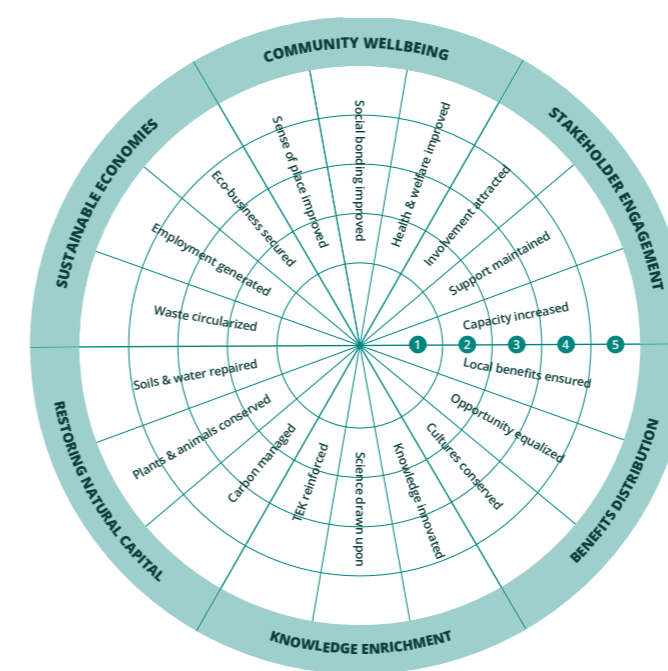 COMMUNITY WELLBEING
STAKEHOLDER ENGAGEMENT
BENEFITS DISTRIBUTION
KNOWLEDGE ENRICHMENT
RESTORING NATURAL CAPITAL
SUSTAINABLE ECONOMIES
Sense of place improved
Social bonding improved
Health & welfare improved
Involvement attracted
Support maintained
Capacity increased
1
2
3
4
5
Local benefits ensured
Opportunity equalized
Cultures conserved
Knowledge innovated
Science drawn upon
TEK reinforced
Carbon managed
Plants & animals conserved
Soils & water repaired
Waste circularized
Employment generated
Eco-business secured